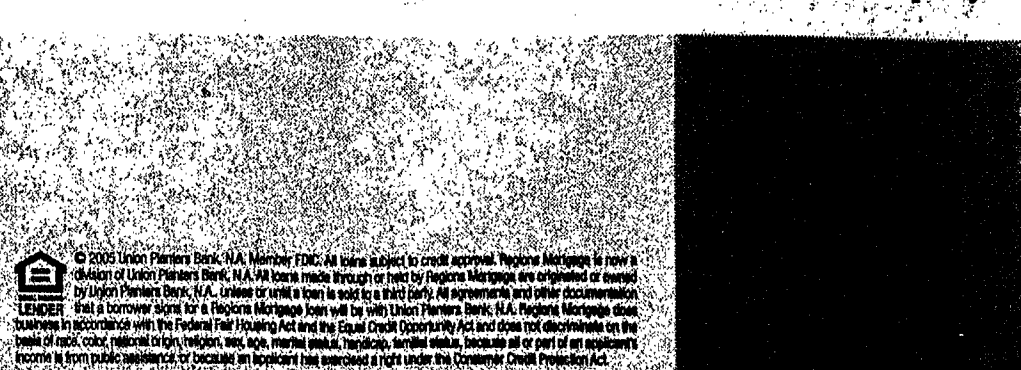 © 2005 Union Planters Bank, N.A. Member FDIC. All loans subject to credit approval. Regions Mortgage is now a
division of Union Planters Bank, N.A. All loans made through or held by Regions Mortgage are originated or owned
by Union Planters Bank, N.A., unless or until a loan is sold to a third party. All agreements and other documentation
LENDER that a borrower signs for a Regions Mortgage loan will be with Union Planters Bank, N.A. Regions Mortgage does
business in accordance with the Federal Fair Housing Act and the Equal Credit Opportunity Act and does not discriminate on the
basis of race, color, national origin, religion, sex, age, marital status, handicap, familial status, because all or part of an applicant's
income is from public assistance, or because an applicant has exercised a right under the Consumer Credit Protection Act.